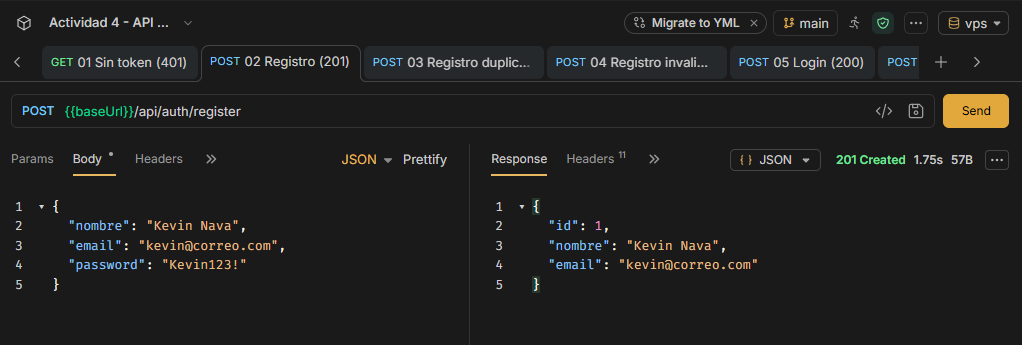 Actividad 4 - API ...
Migrate to YML
main
vps
GET 01 Sin token (401)
POST 02 Registro (201)
POST 03 Registro duplic...
POST 04 Registro invali...
POST 05 Login (200)
POST
POST {{baseUrl}}/api/auth/register
Send
Params Body Headers JSON Prettify
Response Headers 11 { } JSON 201 Created 1.75s 57B
1 {
2 "nombre": "Kevin Nava",
3 "email": "kevin@correo.com",
4 "password": "Kevin123!"
5 }
1 {
2 "id": 1,
3 "nombre": "Kevin Nava",
4 "email": "kevin@correo.com"
5 }